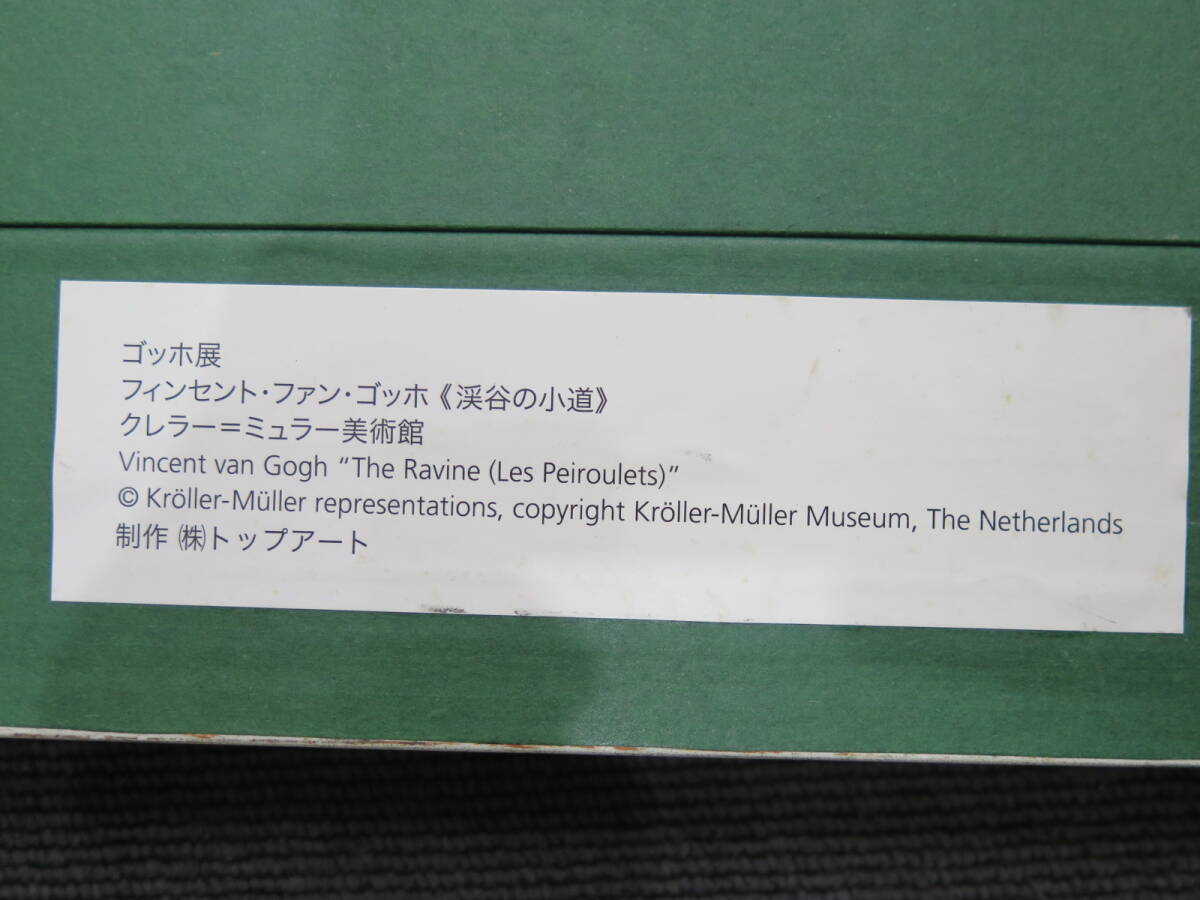 ゴッホ展
フィンセント・ファン・ゴッホ《渓谷の小道》
クレラー＝ミュラー美術館
Vincent van Gogh “The Ravine (Les Peiroulets)”
© Kröller-Müller representations, copyright Kröller-Müller Museum, The Netherlands
制作 ㈱トップアート